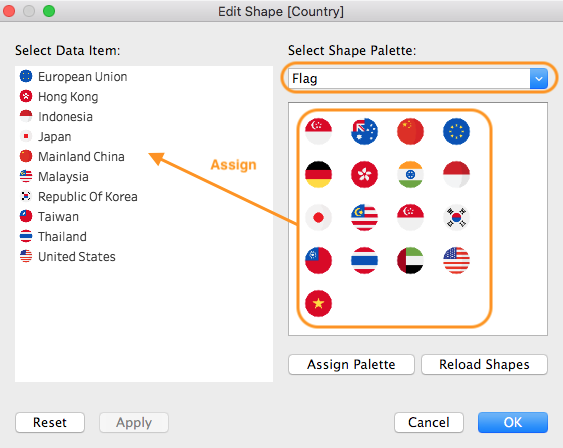 Edit Shape [Country]
Select Data Item:
European Union
Hong Kong
Indonesia
Japan
Mainland China
Malaysia
Republic Of Korea
Taiwan
Thailand
United States
Assign
Select Shape Palette:
Flag
Assign Palette
Reload Shapes
Reset
Apply
Cancel
OK